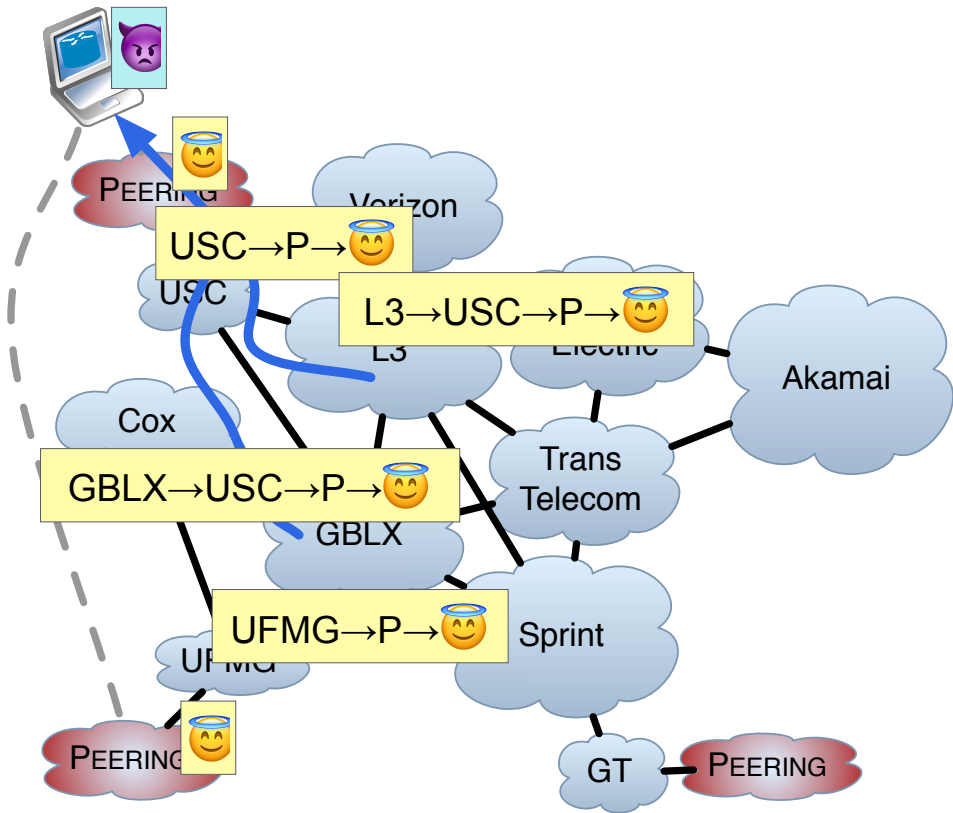 PEERING
Verizon
USC→P→😇
USC
L3→USC→P→😇
L3
Electric
Akamai
Cox
Trans
Telecom
GBLX→USC→P→😇
GBLX
UFMG→P→😇
Sprint
UFMG
PEERING
GT
PEERING